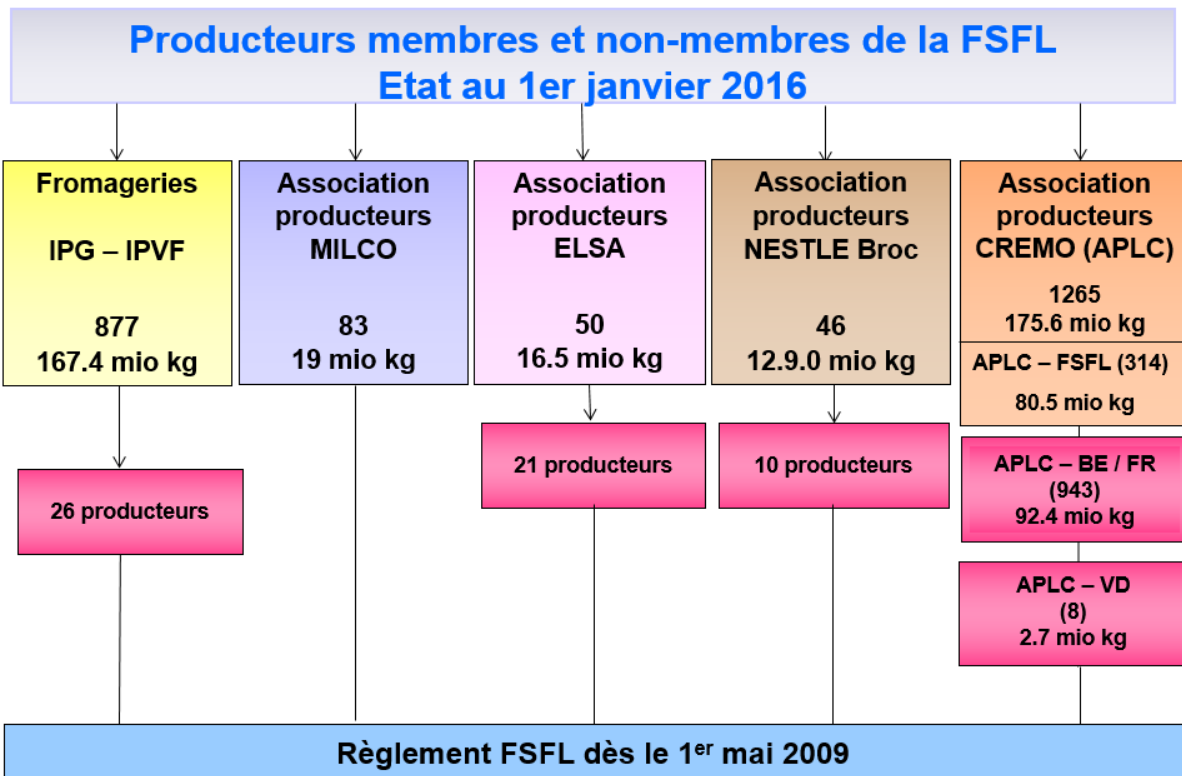 Producteurs membres et non-membres de la FSFL
Etat au 1er janvier 2016
Fromageries
IPG – IPVF
877
167.4 mio kg
26 producteurs
Association
producteurs
MILCO
83
19 mio kg
Association
producteurs
ELSA
50
16.5 mio kg
21 producteurs
Association
producteurs
NESTLE Broc
46
12.9.0 mio kg
10 producteurs
Association
producteurs
CREMO (APLC)
1265
175.6 mio kg
APLC – FSFL (314)
80.5 mio kg
APLC – BE / FR
(943)
92.4 mio kg
APLC – VD
(8)
2.7 mio kg
Règlement FSFL dès le 1er mai 2009